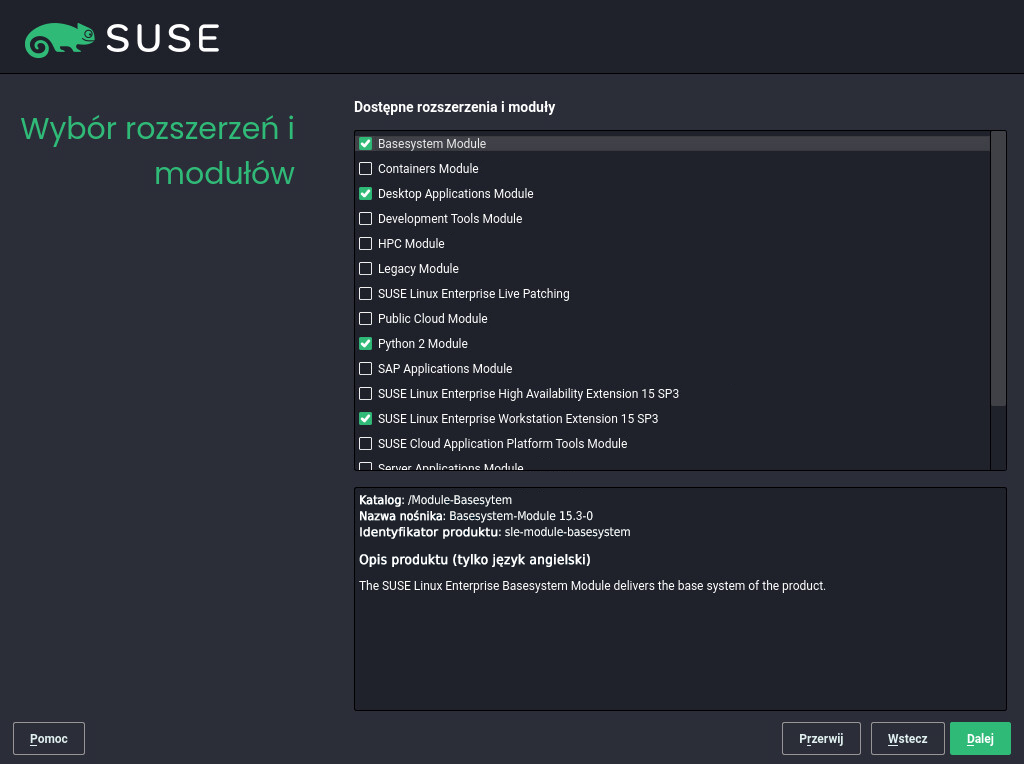 SUSE
Wybór rozszerzeń i
modułów
Dostępne rozszerzenia i moduły
Basesystem Module
Containers Module
Desktop Applications Module
Development Tools Module
HPC Module
Legacy Module
SUSE Linux Enterprise Live Patching
Public Cloud Module
Python 2 Module
SAP Applications Module
SUSE Linux Enterprise High Availability Extension 15 SP3
SUSE Linux Enterprise Workstation Extension 15 SP3
SUSE Cloud Application Platform Tools Module
Server Applications Module
Katalog: /Module-Basesytem
Nazwa nośnika: Basesystem-Module 15.3-0
Identyfikator produktu: sle-module-basesystem
Opis produktu (tylko język angielski)
The SUSE Linux Enterprise Basesystem Module delivers the base system of the product.
Pomoc
Przerwij
Wstecz
Dalej